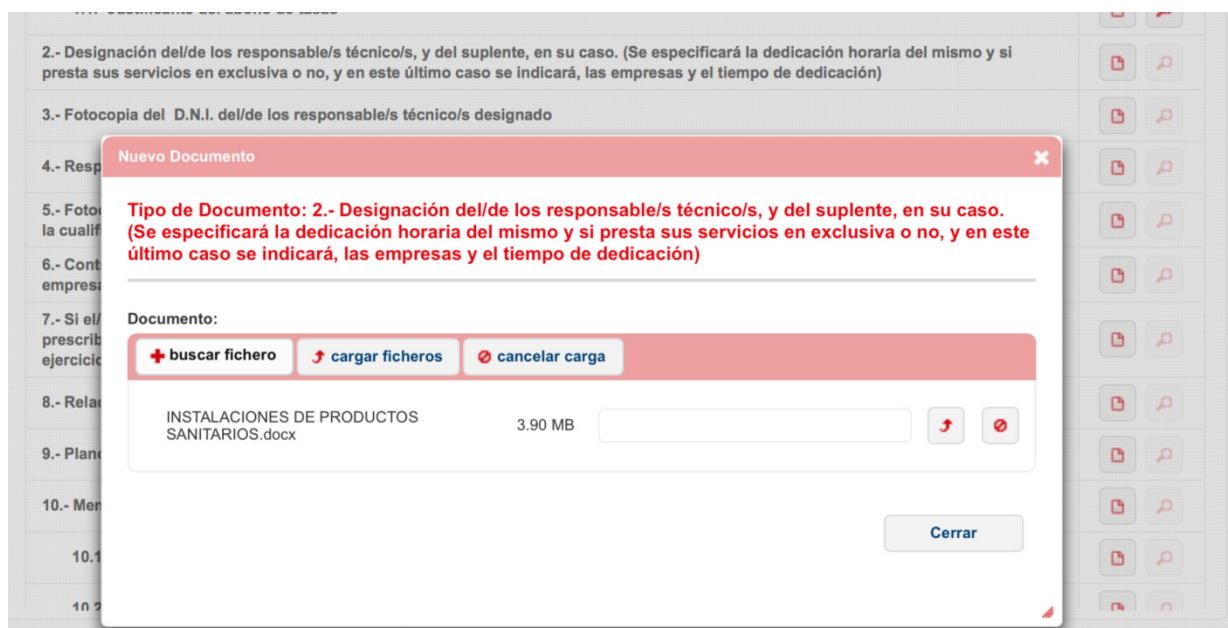 2.- Designación del/de los responsable/s técnico/s, y del suplente, en su caso. (Se especificará la dedicación horaria del mismo y si
presta sus servicios en exclusiva o no, y en este último caso se indicará, las empresas y el tiempo de dedicación)
3.- Fotocopia del D.N.I. del/de los responsable/s técnico/s designado
Nuevo Documento
4.- Resp
Tipo de Documento: 2.- Designación del/de los responsable/s técnico/s, y del suplente, en su caso.
(Se especificará la dedicación horaria del mismo y si presta sus servicios en exclusiva o no, y en este
último caso se indicará, las empresas y el tiempo de dedicación)
5.- Foto
la cualif
6.- Cont
empresa
7.- Si el/
prescrib
ejercicio
Documento:
buscar fichero cargar ficheros cancelar carga
8.- Rela
INSTALACIONES DE PRODUCTOS
SANITARIOS.docx 3.90 MB
9.- Plano
10.- Mem
Cerrar
10.1
10.2